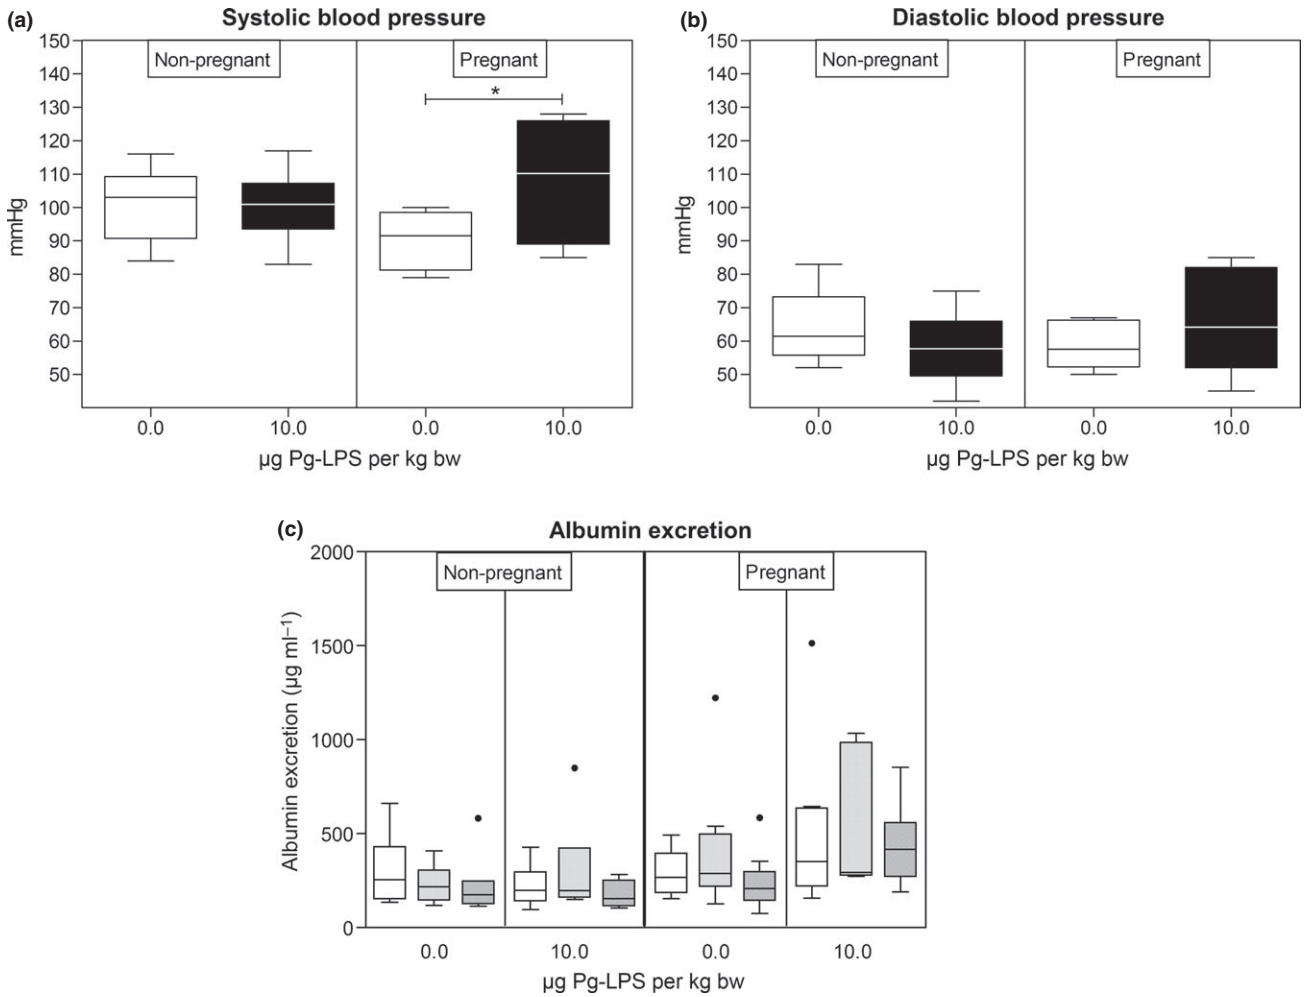 (a)
Systolic blood pressure
150
140
130
120
110
100
90
80
70
60
50
mmHg
Non-pregnant
Pregnant
*
0.0
10.0
0.0
10.0
µg Pg-LPS per kg bw
(b)
Diastolic blood pressure
150
140
130
120
110
100
90
80
70
60
50
mmHg
Non-pregnant
Pregnant
0.0
10.0
0.0
10.0
µg Pg-LPS per kg bw
(c)
Albumin excretion
2000
1500
1000
500
0
Albumin excretion (µg ml⁻¹)
Non-pregnant
Pregnant
0.0
10.0
0.0
10.0
µg Pg-LPS per kg bw